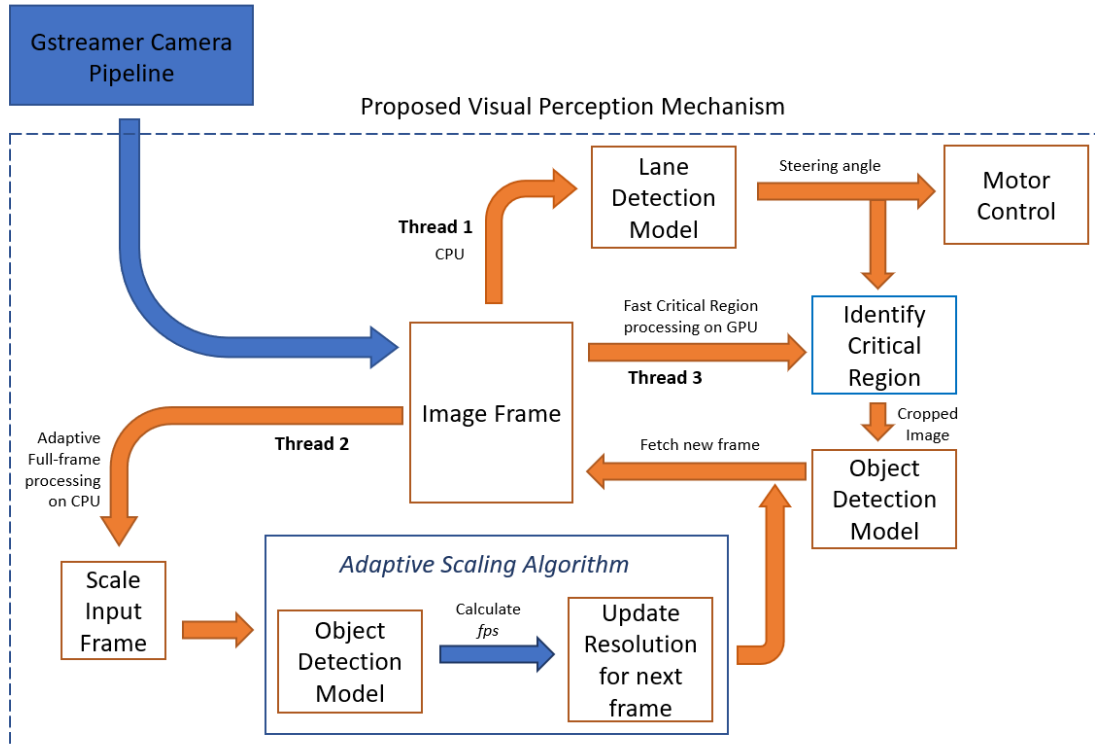 Gstreamer Camera
Pipeline
Proposed Visual Perception Mechanism
Lane
Detection
Model
Steering angle
Motor
Control
Thread 1
CPU
Fast Critical Region
processing on GPU
Thread 3
Identify
Critical
Region
Image Frame
Thread 2
Adaptive
Full-frame
processing
on CPU
Cropped
Image
Fetch new frame
Object
Detection
Model
Scale
Input
Frame
Adaptive Scaling Algorithm
Object
Detection
Model
Calculate
fps
Update
Resolution
for next
frame